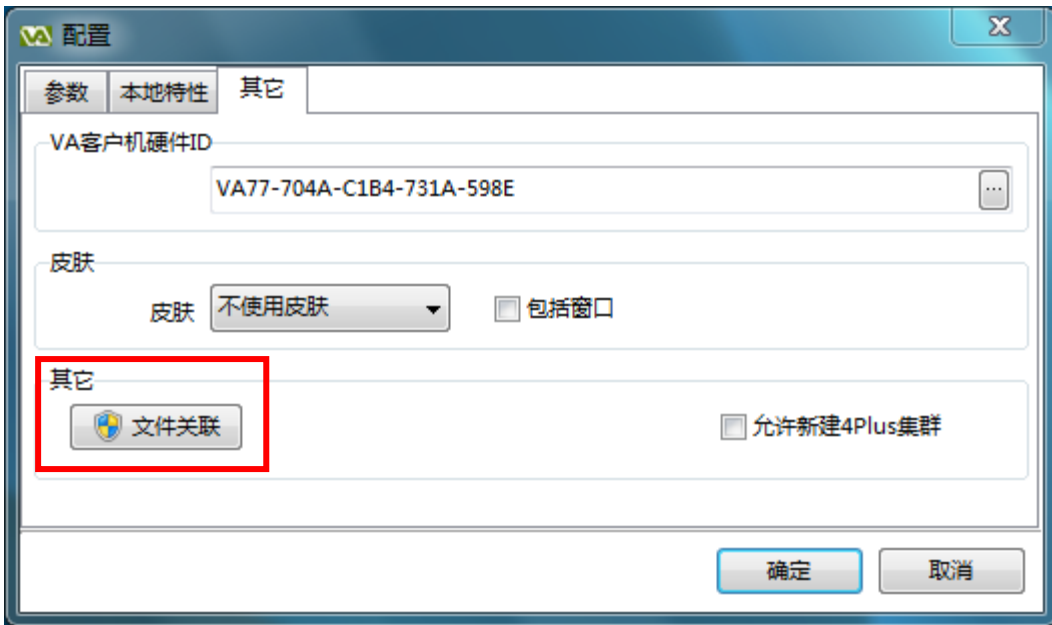 配置
参数 本地特性 其它
VA客户机硬件ID
VA77-704A-C1B4-731A-598E
...
皮肤
皮肤 不使用皮肤 包括窗口
其它
文件关联 允许新建4Plus集群
确定 取消